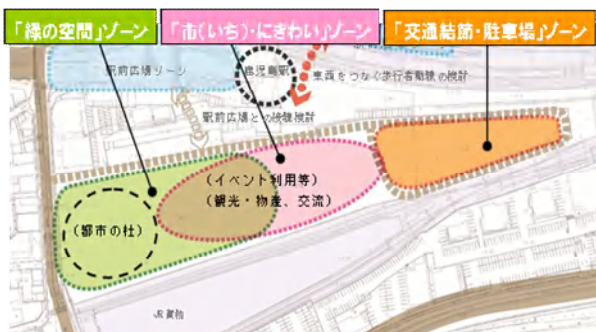 「緑の空間」ゾーン
「市(いち)・にぎわい」ゾーン
「交通結節・駐車場」ゾーン
駅前広場ゾーン
鹿児島駅
東西をつなぐ歩行者動線の検討
駅前広場との接続検討
(イベント利用等)
(観光・物産、交流)
(都市の杜)
JR貨物